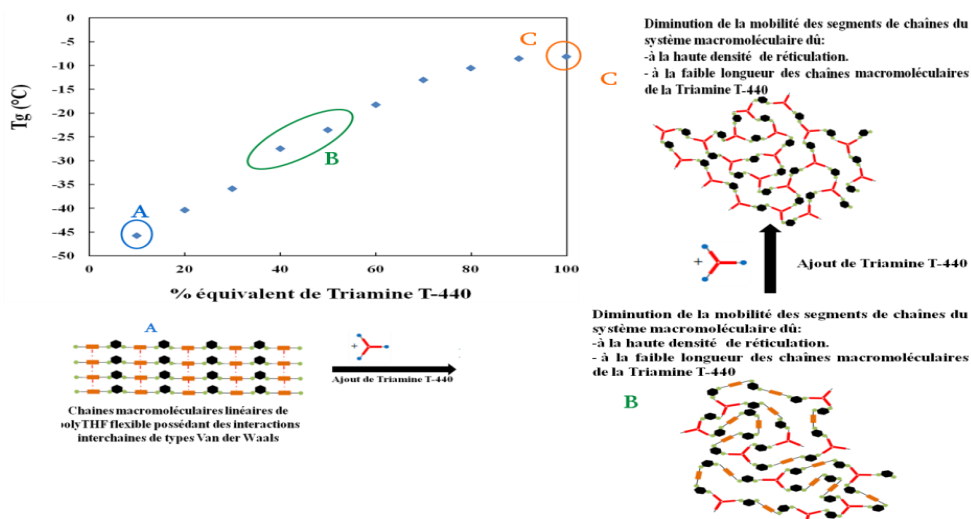 0
-5
-10
-15
-20
-25
-30
-35
-40
-45
-50
Tg (°C)
0 20 40 60 80 100
% équivalent de Triamine T-440
A
B
C
C
Diminution de la mobilité des segments de chaînes du
système macromoléculaire dû:
-à la haute densité de réticulation.
- à la faible longueur des chaînes macromoléculaires
de la Triamine T-440
+
Ajout de Triamine T-440
A
+
Ajout de Triamine T-440
Chaines macromoléculaires linéaires de
polyTHF flexible possédant des interactions
interchaines de types Van der Waals
Diminution de la mobilité des segments de chaînes du
système macromoléculaire dû:
-à la haute densité de réticulation.
- à la faible longueur des chaînes macromoléculaires
de la Triamine T-440
B